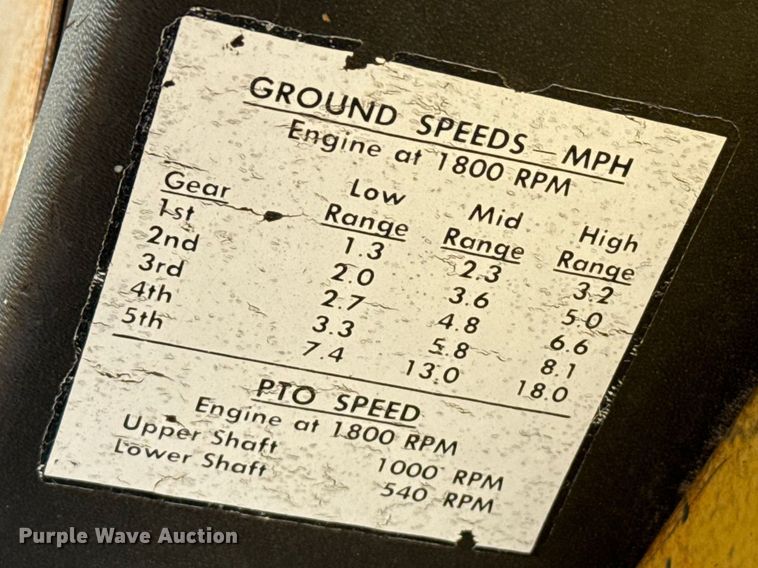 GROUND SPEEDS MPH
Engine at 1800 RPM
Gear Low Range Mid Range High Range
1st 1.3 2.3 3.2
2nd 2.0 3.6 5.0
3rd 2.7 4.8 6.6
4th 3.3 5.8 8.1
5th 7.4 13.0 18.0
PTO SPEED
Engine at 1800 RPM
Upper Shaft 1000 RPM
Lower Shaft 540 RPM
Purple Wave Auction